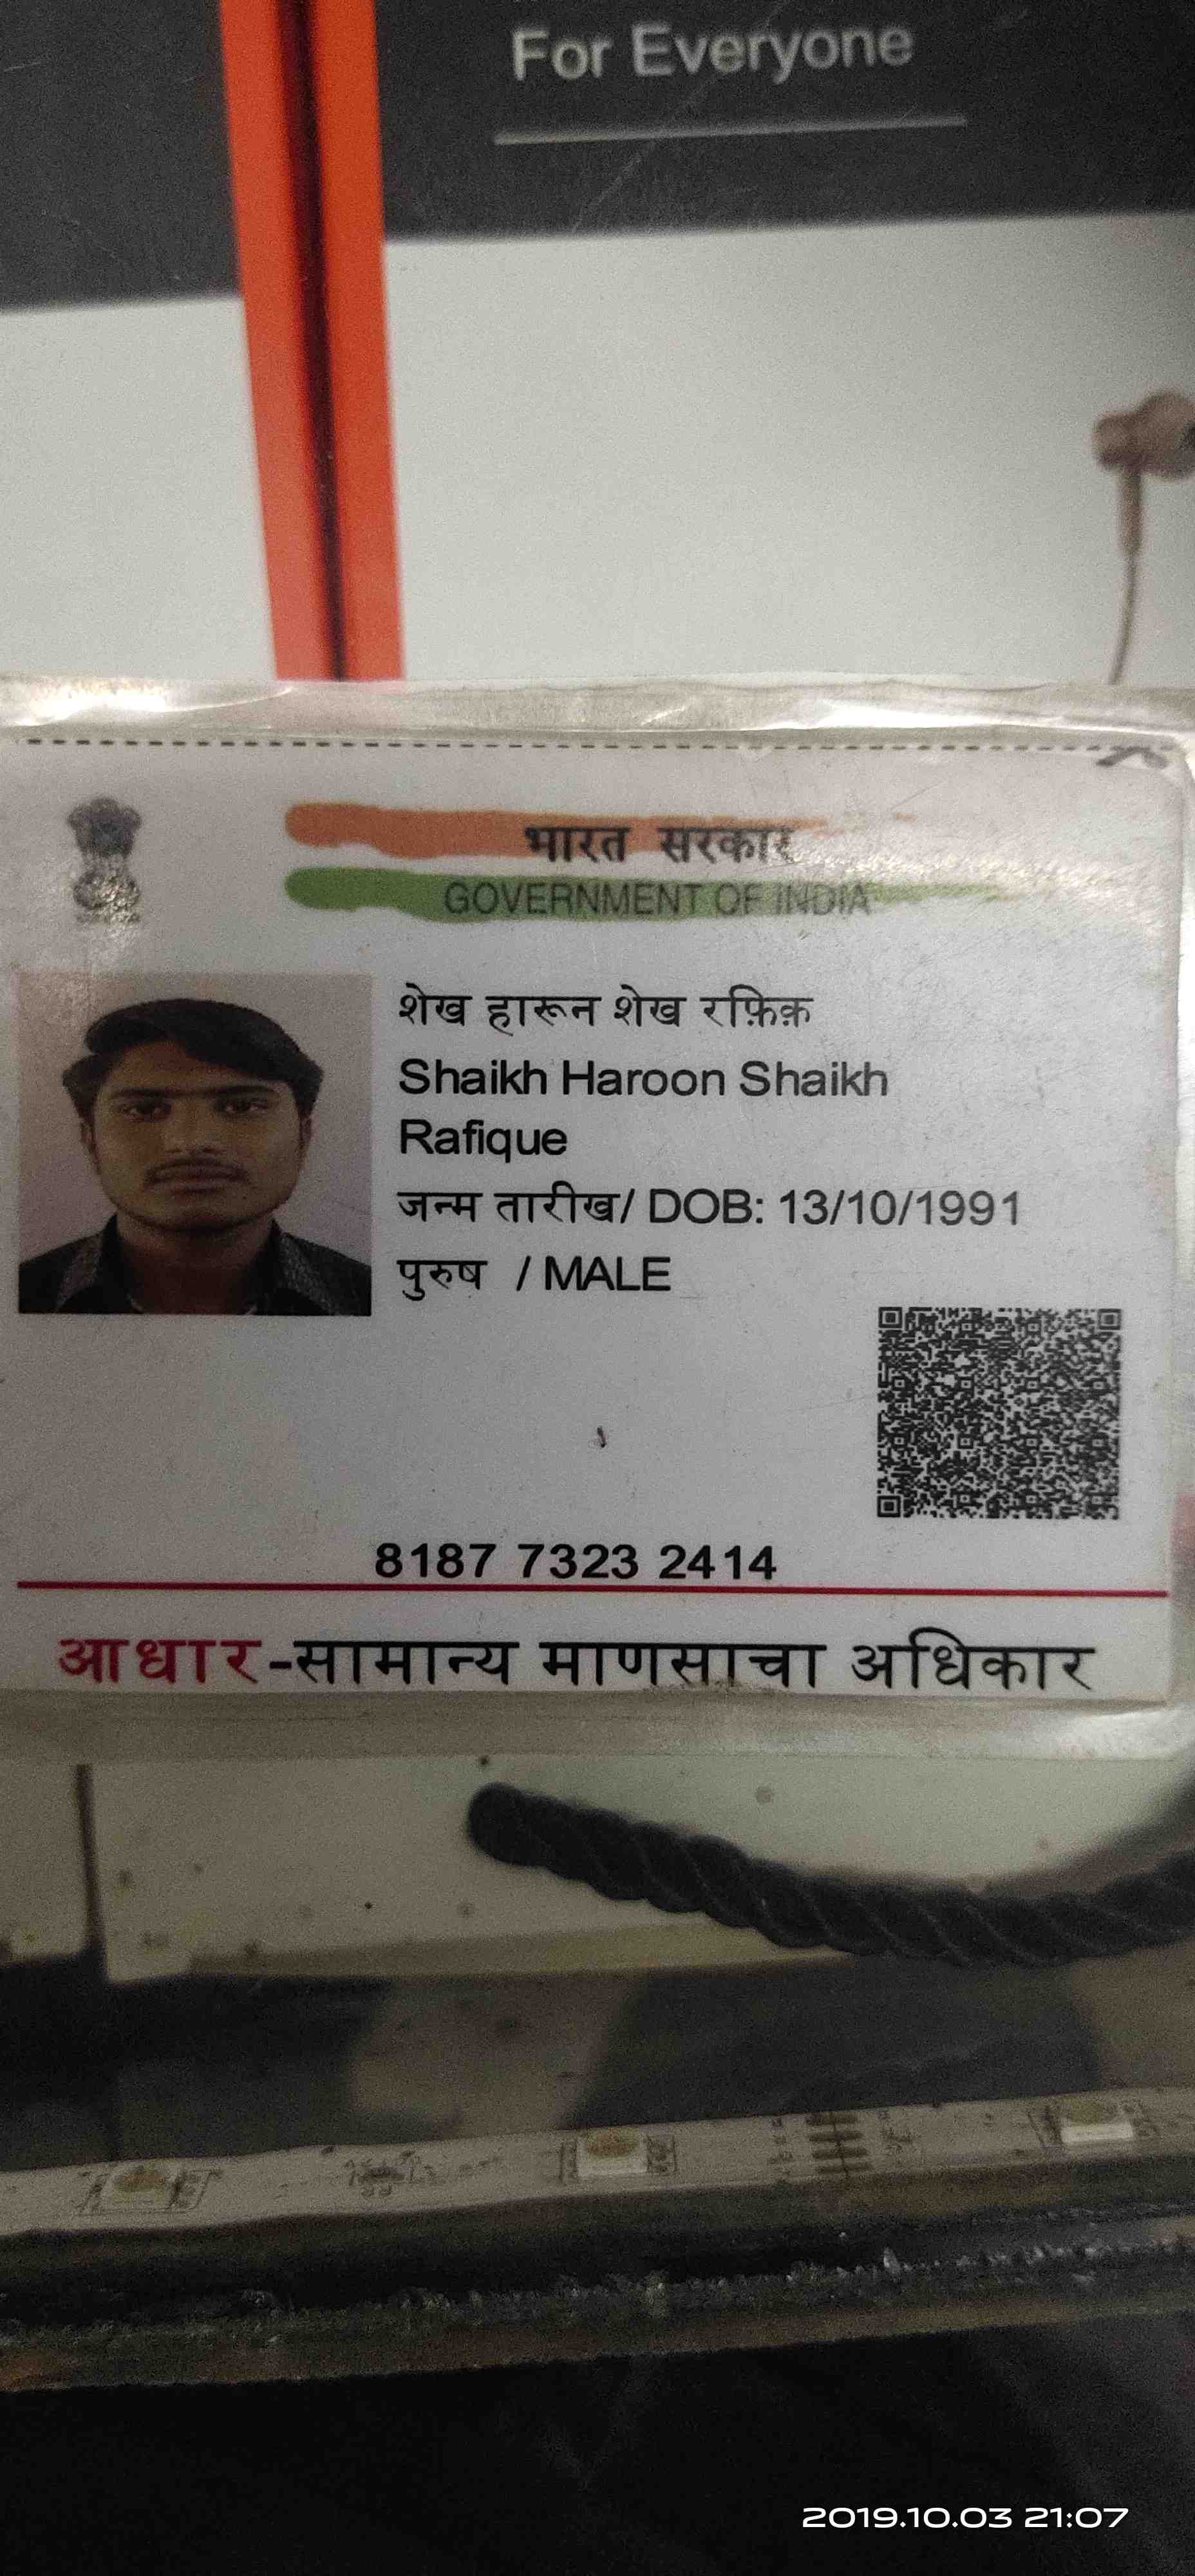 For Everyone
भारत सरकार
GOVERNMENT OF INDIA
शेख हारून शेख रफ़िक़
Shaikh Haroon Shaikh
Rafique
जन्म तारीख/ DOB: 13/10/1991
पुरुष / MALE
8187 7323 2414
आधार-सामान्य माणसाचा अधिकार
2019.10.03 21:07